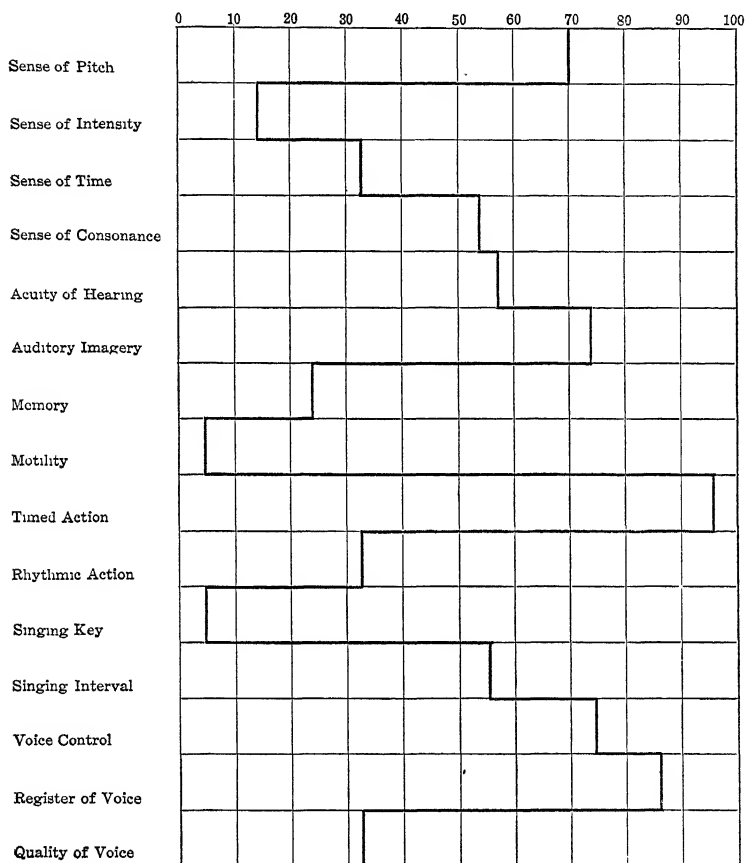 0 10 20 30 40 50 60 70 80 90 100
Sense of Pitch
Sense of Intensity
Sense of Time
Sense of Consonance
Acuity of Hearing
Auditory Imagery
Memory
Motility
Timed Action
Rhythmic Action
Singing Key
Singing Interval
Voice Control
Register of Voice
Quality of Voice